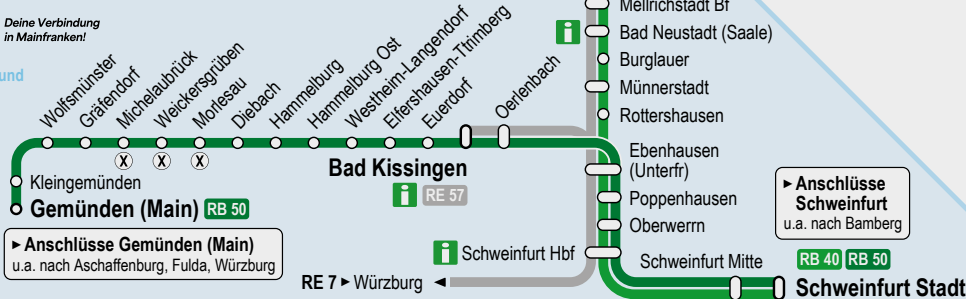 Deine Verbindung
in Mainfranken!
und
Wolfsmünster
Gräfendorf
Michelaubrück
Weickersgrüben
Morlesau
Diebach
Hammelburg
Hammelburg Ost
Westheim-Langendorf
Elfershausen-Trimberg
Euerdorf
Oerlenbach
Mellrichstadt Bf
i Bad Neustadt (Saale)
Burglauer
Münnerstadt
Rottershausen
Ebenhausen
(Unterfr)
Poppenhausen
Oberwerrn
X X X
Bad Kissingen
i RE 57
Kleingemünden
Gemünden (Main) RB 50
▸ Anschlüsse Gemünden (Main)
u.a. nach Aschaffenburg, Fulda, Würzburg
i Schweinfurt Hbf
RE 7 ▸ Würzburg ◂
Schweinfurt Mitte
▸ Anschlüsse
Schweinfurt
u.a. nach Bamberg
RB 40 RB 50
Schweinfurt Stadt